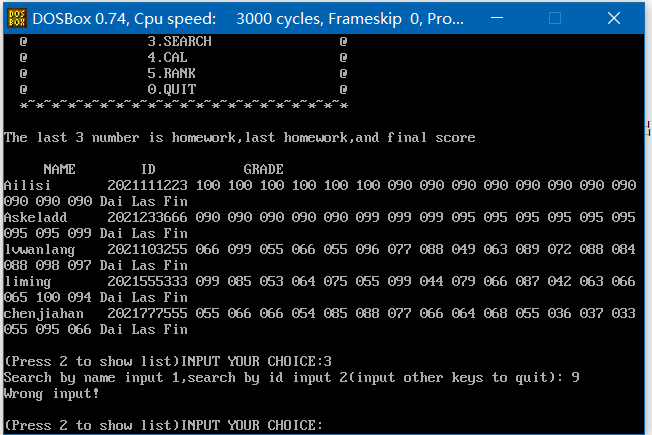 DOSBox 0.74, Cpu speed: 3000 cycles, Frameskip 0, Pro...
@ 3.SEARCH @
@ 4.CAL @
@ 5.RANK @
@ 0.QUIT @
*~*~*~*~*~*~*~*~*~*~*~*~*~*~*~*~*~*~*~*~*
The last 3 number is homework,last homework,and final score
NAME ID GRADE
Ailisi 2021111223 100 100 100 100 100 100 090 090 090 090 090 090 090 090
090 090 090 Dai Las Fin
Askeladd 2021233666 090 090 090 090 090 099 099 099 095 095 095 095 095 095
095 095 099 Dai Las Fin
lvwanlang 2021103255 066 099 055 066 055 096 077 088 049 063 089 072 088 084
088 098 097 Dai Las Fin
liming 2021555333 099 085 053 064 075 055 099 044 079 066 087 042 063 066
065 100 094 Dai Las Fin
chenjiahan 2021777555 055 066 066 054 085 088 077 066 064 068 055 036 037 033
055 095 066 Dai Las Fin
(Press 2 to show list)INPUT YOUR CHOICE:3
Search by name input 1,search by id input 2(input other keys to quit): 9
Wrong input!
(Press 2 to show list)INPUT YOUR CHOICE: